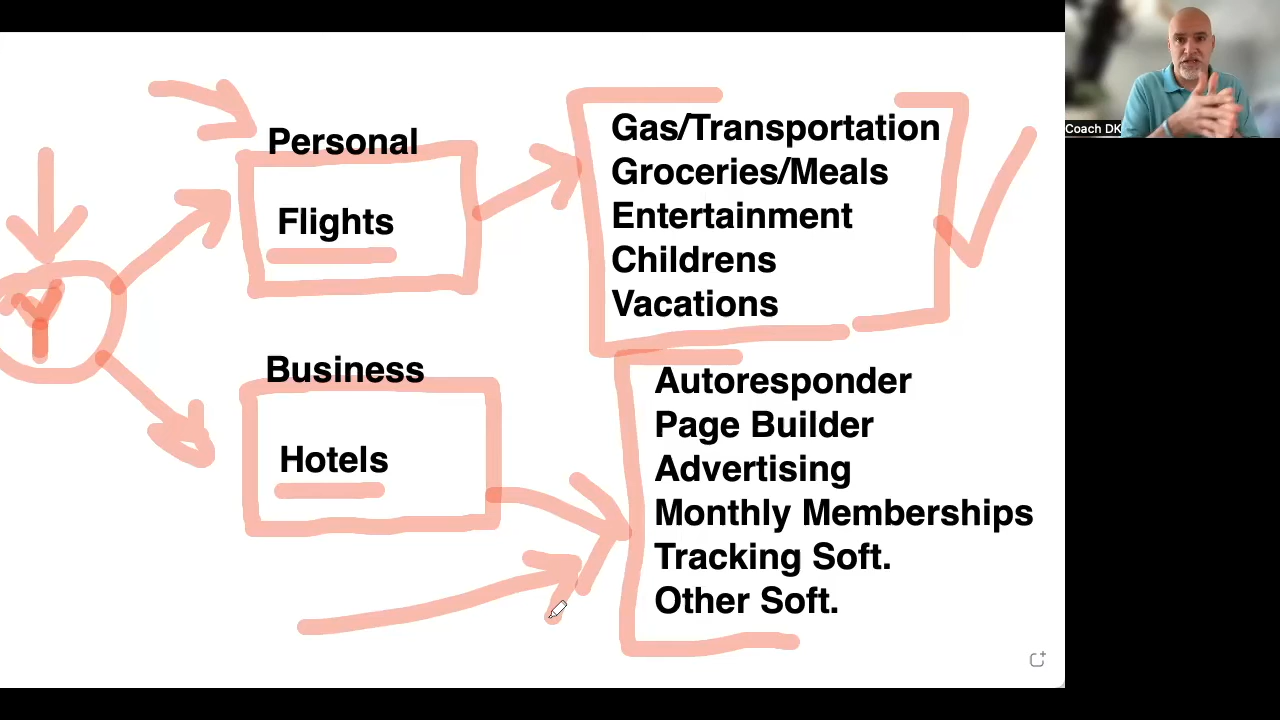 Personal
Flights
Business
Hotels
Y
Gas/Transportation
Groceries/Meals
Entertainment
Childrens
Vacations
Autoresponder
Page Builder
Advertising
Monthly Memberships
Tracking Soft.
Other Soft.
Coach DK